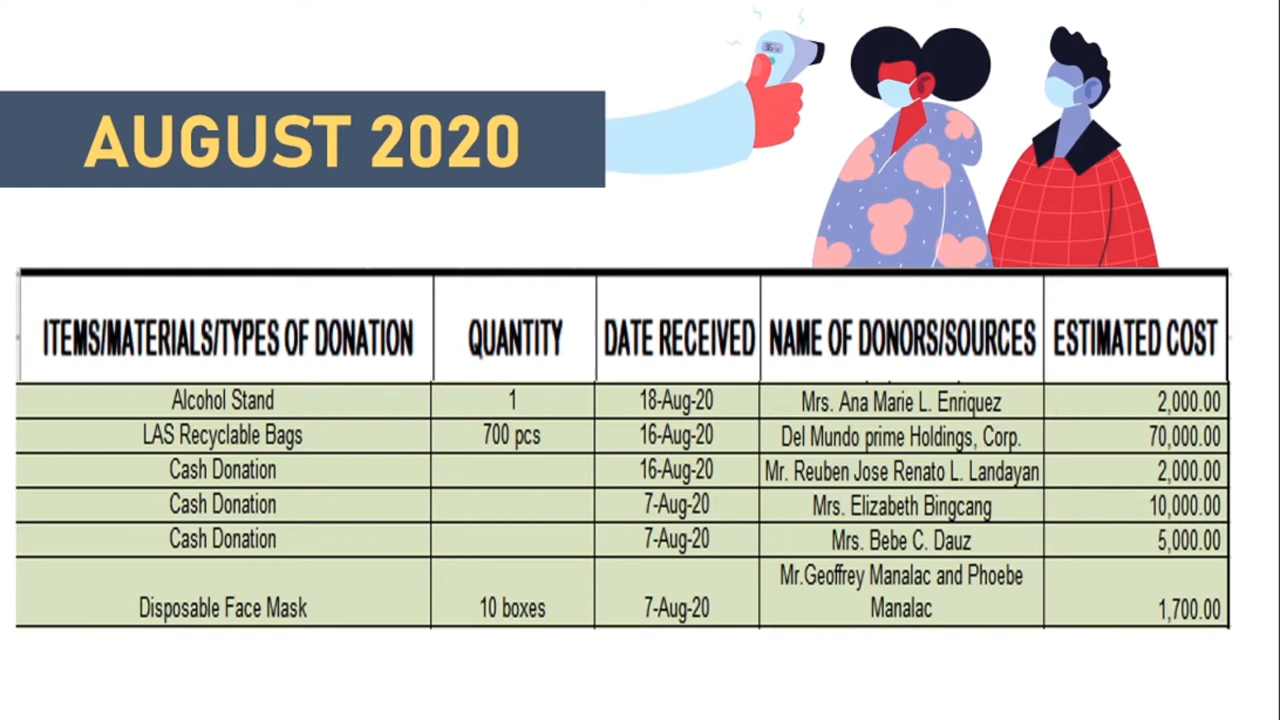 AUGUST 2020
ITEMS/MATERIALS/TYPES OF DONATION QUANTITY DATE RECEIVED NAME OF DONORS/SOURCES ESTIMATED COST
Alcohol Stand 1 18-Aug-20 Mrs. Ana Marie L. Enriquez 2,000.00
LAS Recyclable Bags 700 pcs 16-Aug-20 Del Mundo prime Holdings, Corp. 70,000.00
Cash Donation 16-Aug-20 Mr. Reuben Jose Renato L. Landayan 2,000.00
Cash Donation 7-Aug-20 Mrs. Elizabeth Bingcang 10,000.00
Cash Donation 7-Aug-20 Mrs. Bebe C. Dauz 5,000.00
Mr.Geoffrey Manalac and Phoebe
Disposable Face Mask 10 boxes 7-Aug-20 Manalac 1,700.00